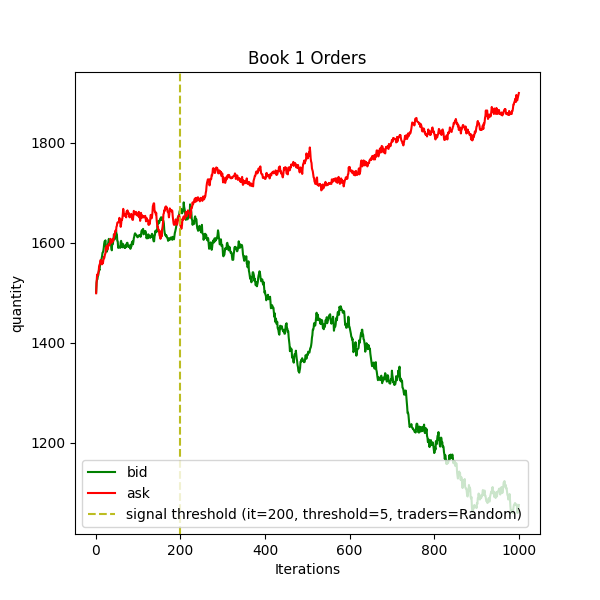 Book 1 Orders
quantity
1800
1600
1400
1200
bid
ask
signal threshold (it=200, threshold=5, traders=Random)
0 200 400 600 800 1000
Iterations